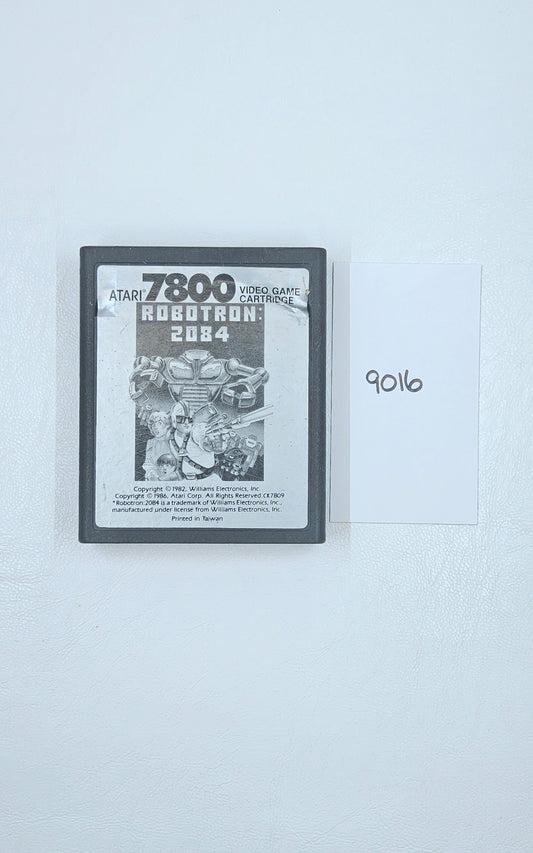 ATARI 7800 VIDEO GAME CARTRIDGE
ROBOTRON:
2084
Copyright © 1982, Williams Electronics, Inc.
Copyright © 1986, Atari Corp. All Rights Reserved. CX7809
*Robotron:2084 is a trademark of Williams Electronics, Inc.,
manufactured under license from Williams Electronics, Inc.
Printed in Taiwan
9016